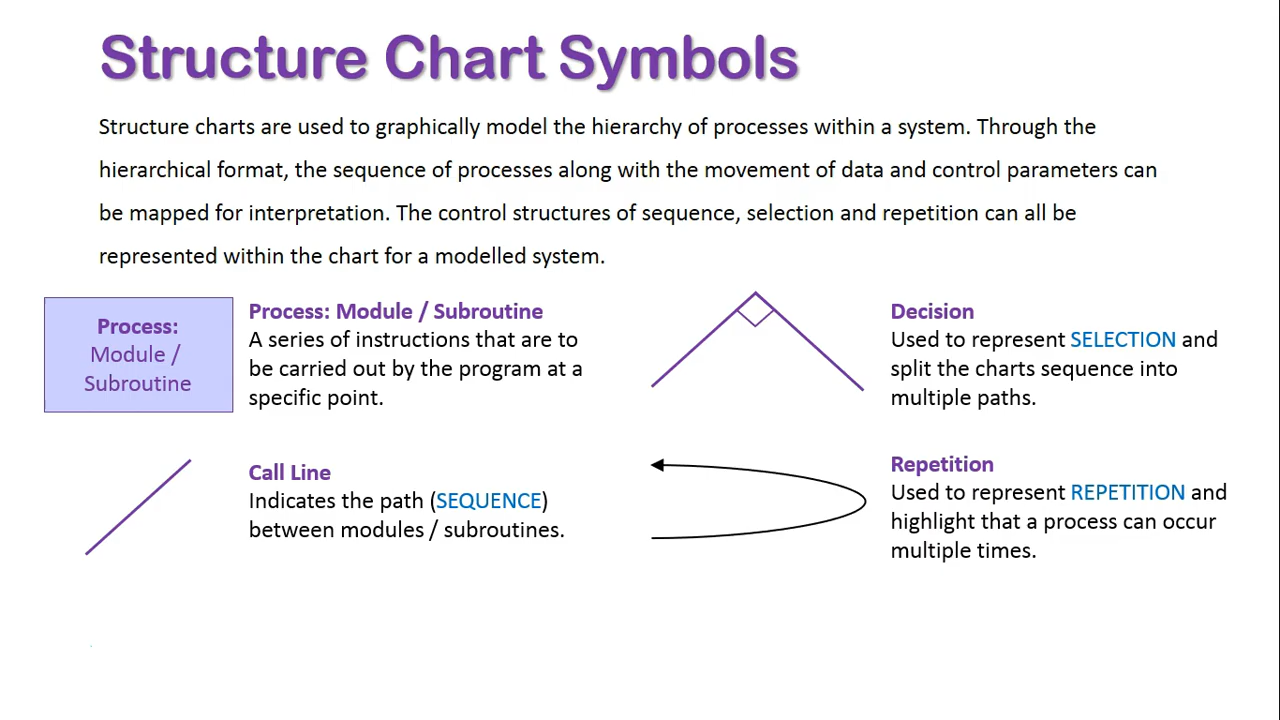 Structure Chart Symbols
Structure charts are used to graphically model the hierarchy of processes within a system. Through the
hierarchical format, the sequence of processes along with the movement of data and control parameters can
be mapped for interpretation. The control structures of sequence, selection and repetition can all be
represented within the chart for a modelled system.
Process:
Module /
Subroutine
Process: Module / Subroutine
A series of instructions that are to
be carried out by the program at a
specific point.
Decision
Used to represent SELECTION and
split the charts sequence into
multiple paths.
Call Line
Indicates the path (SEQUENCE)
between modules / subroutines.
Repetition
Used to represent REPETITION and
highlight that a process can occur
multiple times.